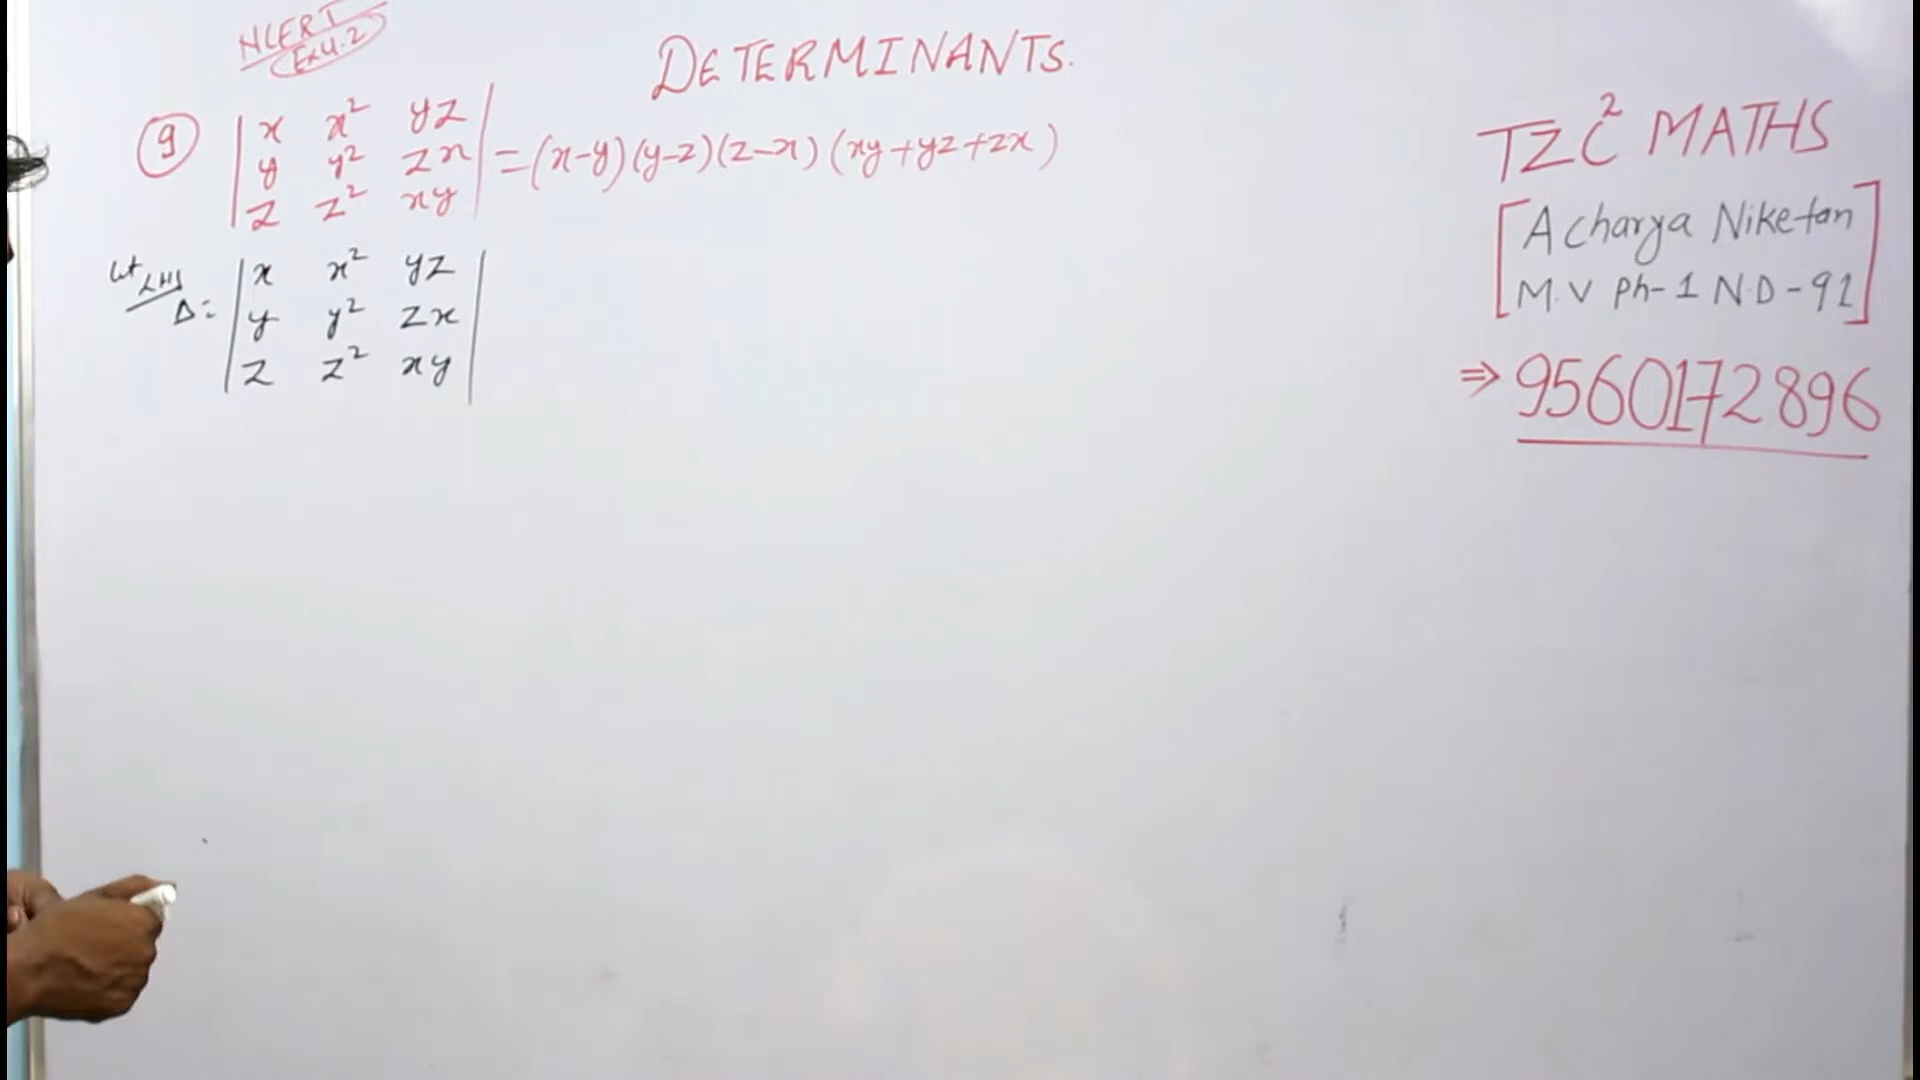 NCERT
Ex 4.2
DETERMINANTS.
9 | x x² yz |
| y y² zx | = (x-y)(y-z)(z-x)(xy+yz+zx)
| z z² xy |
Let LHS
Δ = | x x² yz |
| y y² zx |
| z z² xy |
TZC² MATHS
[Acharya Niketan
M.V Ph-1 N.D-91]
⇒ 9560172896